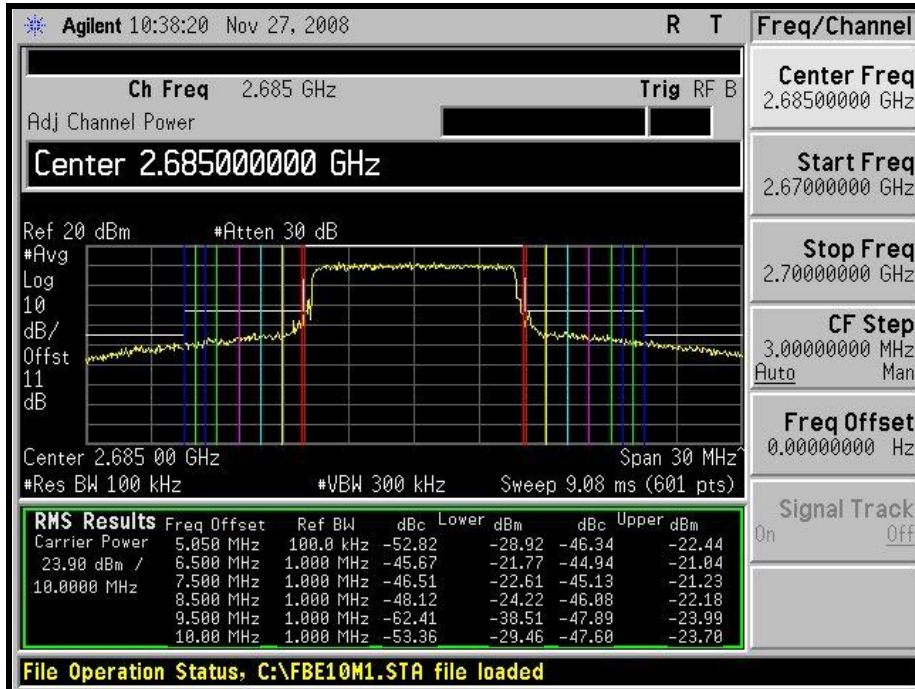 Agilent 10:38:20 Nov 27, 2008 R T
Freq/Channel
Ch Freq 2.685 GHz Trig RF B
Adj Channel Power
Center 2.685000000 GHz
Ref 20 dBm #Atten 30 dB
#Avg
Log
10
dB/
Offst
11
dB
Center 2.685 00 GHz Span 30 MHz^
#Res BW 100 kHz #VBW 300 kHz Sweep 9.08 ms (601 pts)
RMS Results Freq Offset Ref BW dBc Lower dBm dBc Upper dBm
Carrier Power 5.050 MHz 100.0 kHz -52.82 -28.92 -46.34 -22.44
23.90 dBm / 6.500 MHz 1.000 MHz -45.67 -21.77 -44.94 -21.04
10.0000 MHz 7.500 MHz 1.000 MHz -46.51 -22.61 -45.13 -21.23
8.500 MHz 1.000 MHz -48.12 -24.22 -46.08 -22.18
9.500 MHz 1.000 MHz -62.41 -38.51 -47.89 -23.99
10.00 MHz 1.000 MHz -53.36 -29.46 -47.60 -23.70
File Operation Status, C:\FBE10M1.STA file loaded
Center Freq
2.68500000 GHz
Start Freq
2.67000000 GHz
Stop Freq
2.70000000 GHz
CF Step
3.00000000 MHz
Auto Man
Freq Offset
0.00000000 Hz
Signal Track
On Off